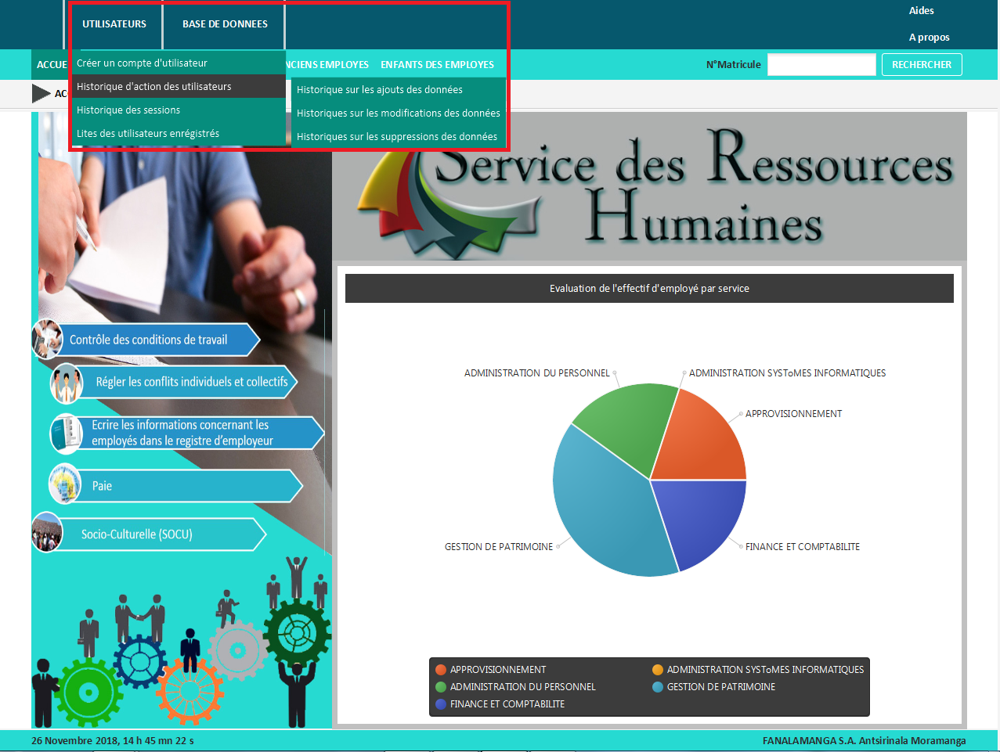 UTILISATEURS
BASE DE DONNEES
Aides
A propos
ACCUE
NCIENS EMPLOYES
ENFANTS DES EMPLOYES
N°Matricule
RECHERCHER
Créer un compte d'utilisateur
Historique d'action des utilisateurs
Historique des sessions
Lites des utilisateurs enrégistrés
Historique sur les ajouts des données
Historiques sur les modifications des données
Historiques sur les suppressions des données
Service des Ressources
Humaines
Contrôle des conditions de travail
Régler les conflits individuels et collectifs
Ecrire les informations concernant les
employés dans le registre d'employeur
Paie
Socio-Culturelle (SOCU)
Evaluation de l'effectif d'employé par service
ADMINISTRATION DU PERSONNEL
ADMINISTRATION SYSToMES INFORMATIQUES
APPROVISIONNEMENT
GESTION DE PATRIMOINE
FINANCE ET COMPTABILITE
APPROVISIONNEMENT
ADMINISTRATION SYSToMES INFORMATIQUES
ADMINISTRATION DU PERSONNEL
GESTION DE PATRIMOINE
FINANCE ET COMPTABILITE
26 Novembre 2018, 14 h 45 mn 22 s
FANALAMANGA S.A. Antsirinala Moramanga